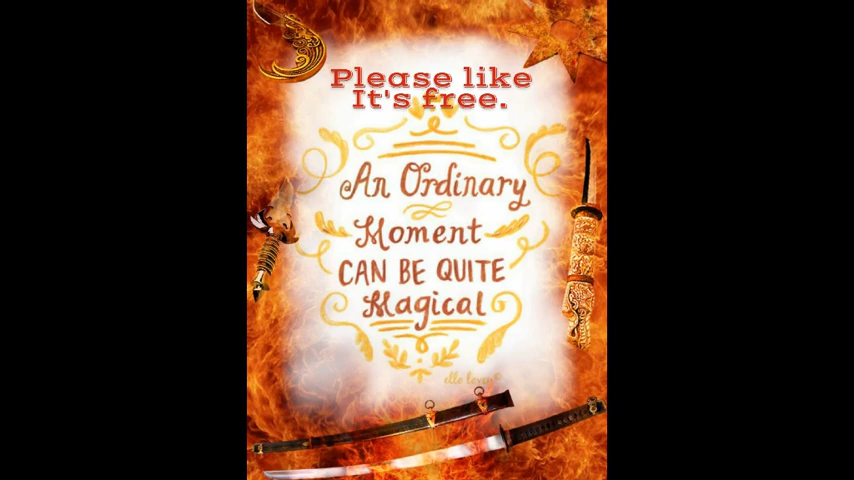 Please like
It's free.
An Ordinary
Moment
CAN BE QUITE
Magical